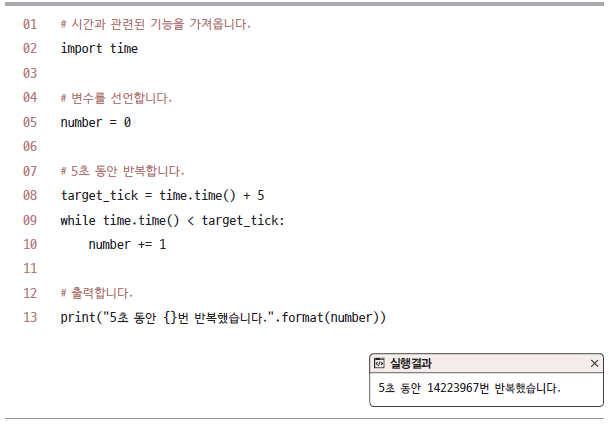 01 # 시간과 관련된 기능을 가져옵니다.
02 import time
03
04 # 변수를 선언합니다.
05 number = 0
06
07 # 5초 동안 반복합니다.
08 target_tick = time.time() + 5
09 while time.time() < target_tick:
10     number += 1
11
12 # 출력합니다.
13 print("5초 동안 {}번 반복했습니다.".format(number))
실행결과
5초 동안 14223967번 반복했습니다.